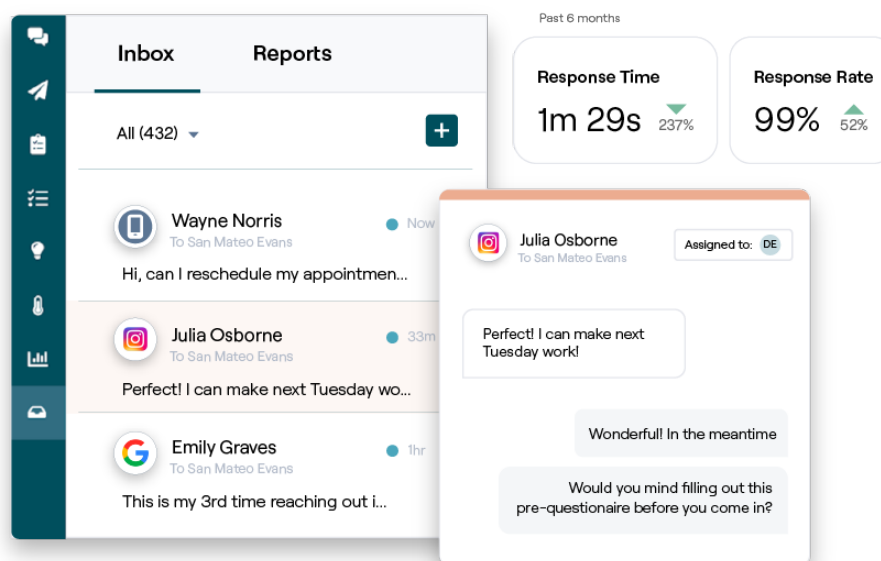 Past 6 months
Inbox
Reports
Response Time
Response Rate
1m 29s
237%
99%
52%
All (432)
+
Wayne Norris
Now
To San Mateo Evans
Hi, can I reschedule my appointmen...
Julia Osborne
33m
To San Mateo Evans
Perfect! I can make next Tuesday wo...
Emily Graves
1hr
To San Mateo Evans
This is my 3rd time reaching out i...
Julia Osborne
To San Mateo Evans
Assigned to: DE
Perfect! I can make next
Tuesday work!
Wonderful! In the meantime
Would you mind filling out this
pre-questionaire before you come in?